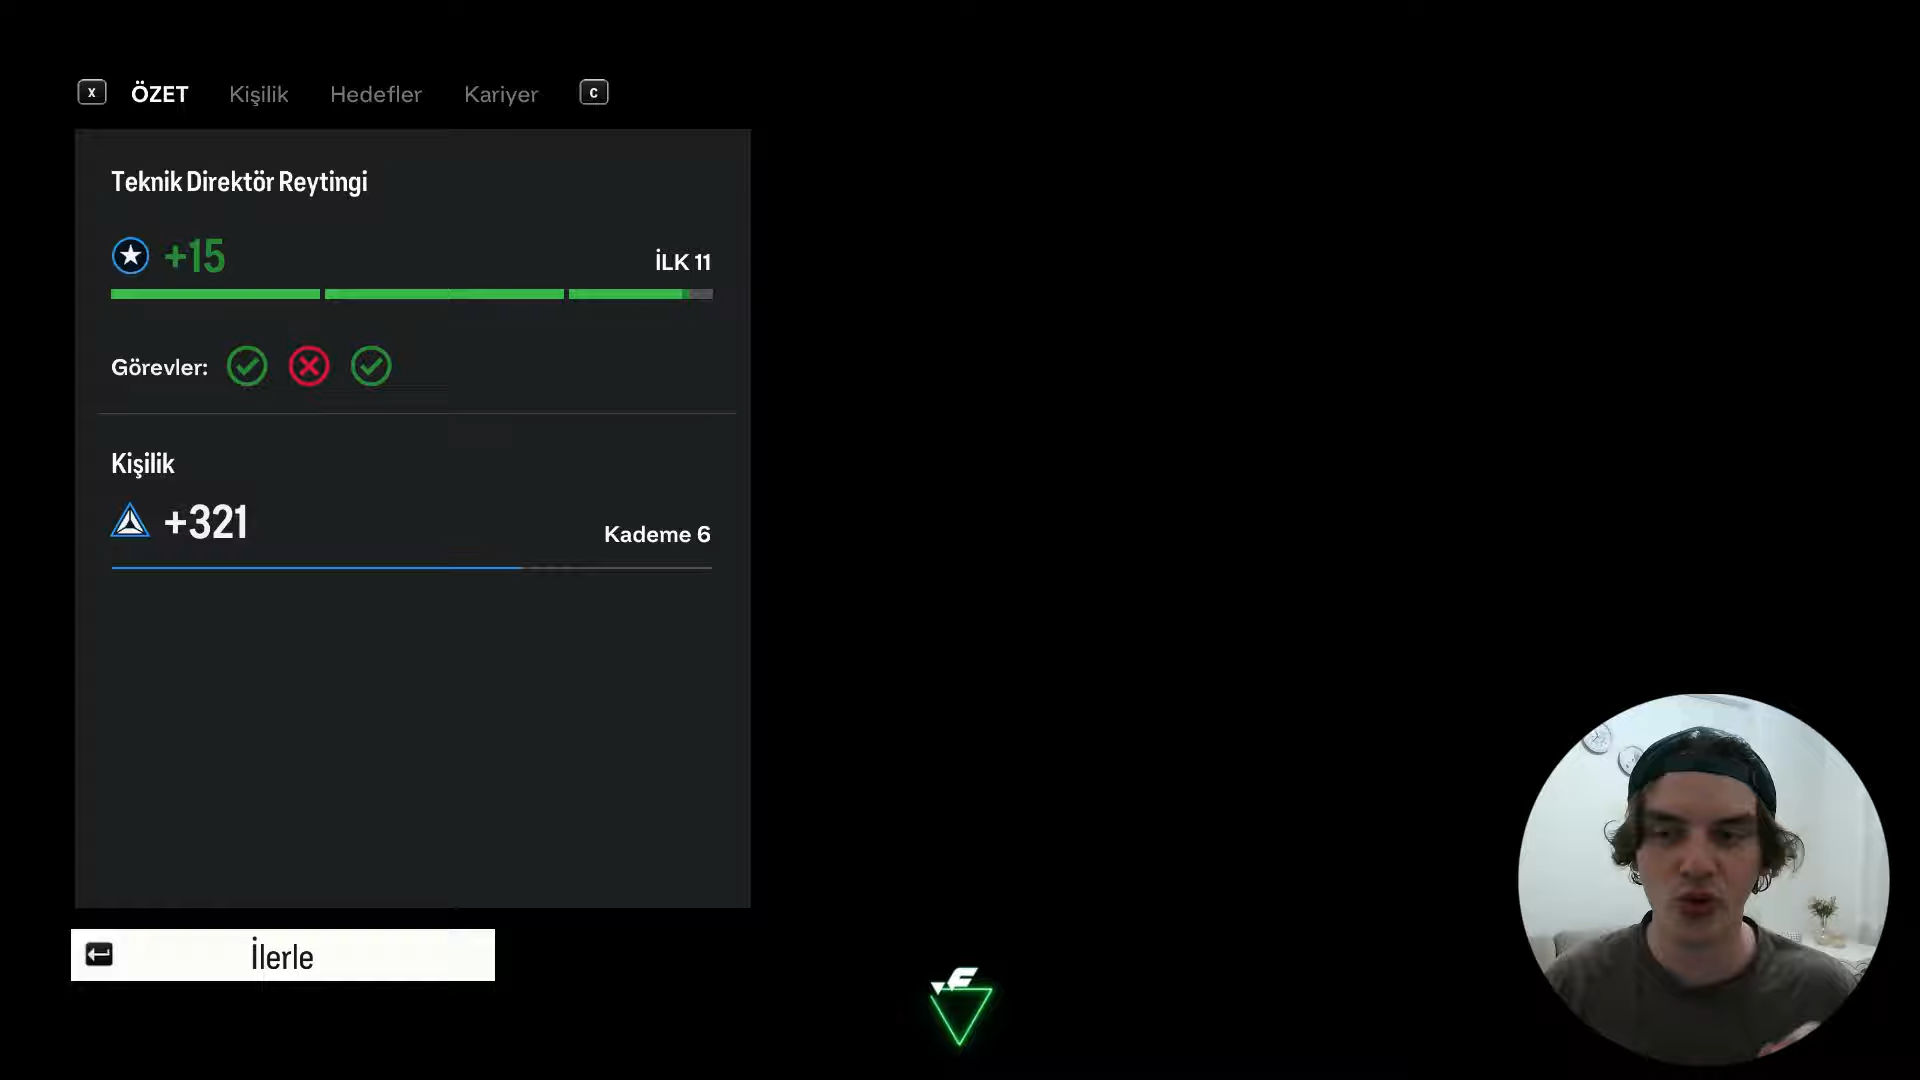 X ÖZET Kişilik Hedefler Kariyer C
Teknik Direktör Reytingi
+15 İLK 11
Görevler:
Kişilik
+321 Kademe 6
İlerle